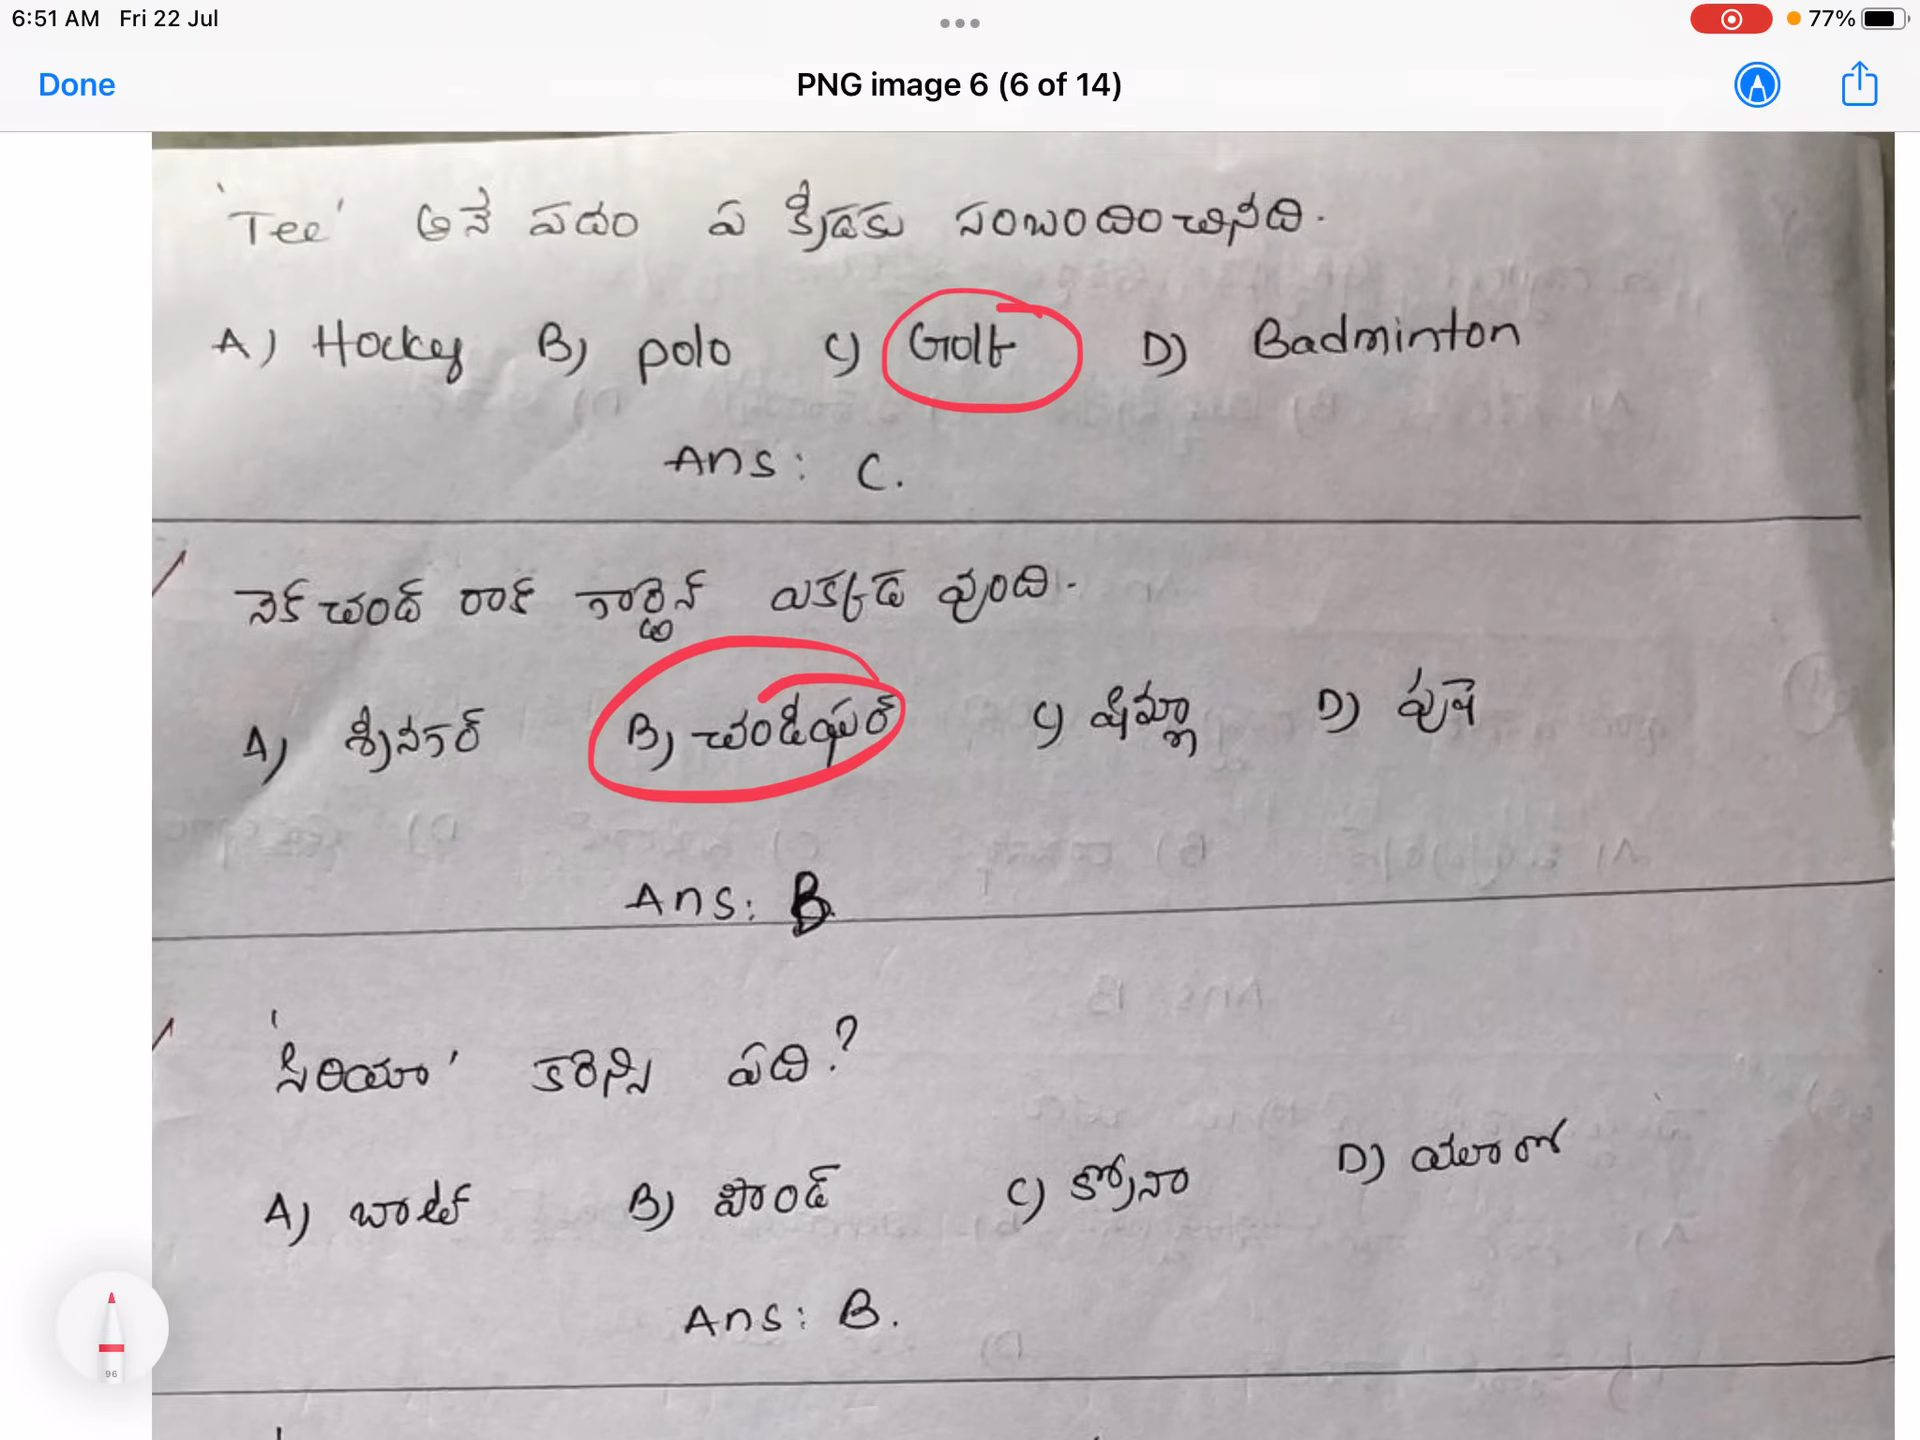 6:51 AM Fri 22 Jul
77%
Done
PNG image 6 (6 of 14)
'Tee' అనే పదం ఏ క్రీడకు సంబందించినది.
A) Hockey B) polo C) Golf D) Badminton
Ans: C.
నెక్ చంద్ రాక్ గార్డెన్ ఎక్కడ వుంది.
A) శ్రీనగర్ B) చండీఘర్ C) షిమ్లా D) పుణె
Ans: B
'సిరియా' కరెన్సి ఏది?
A) బాట్ B) పౌండ్ C) క్రోనా D) యూరో
Ans: B.
96